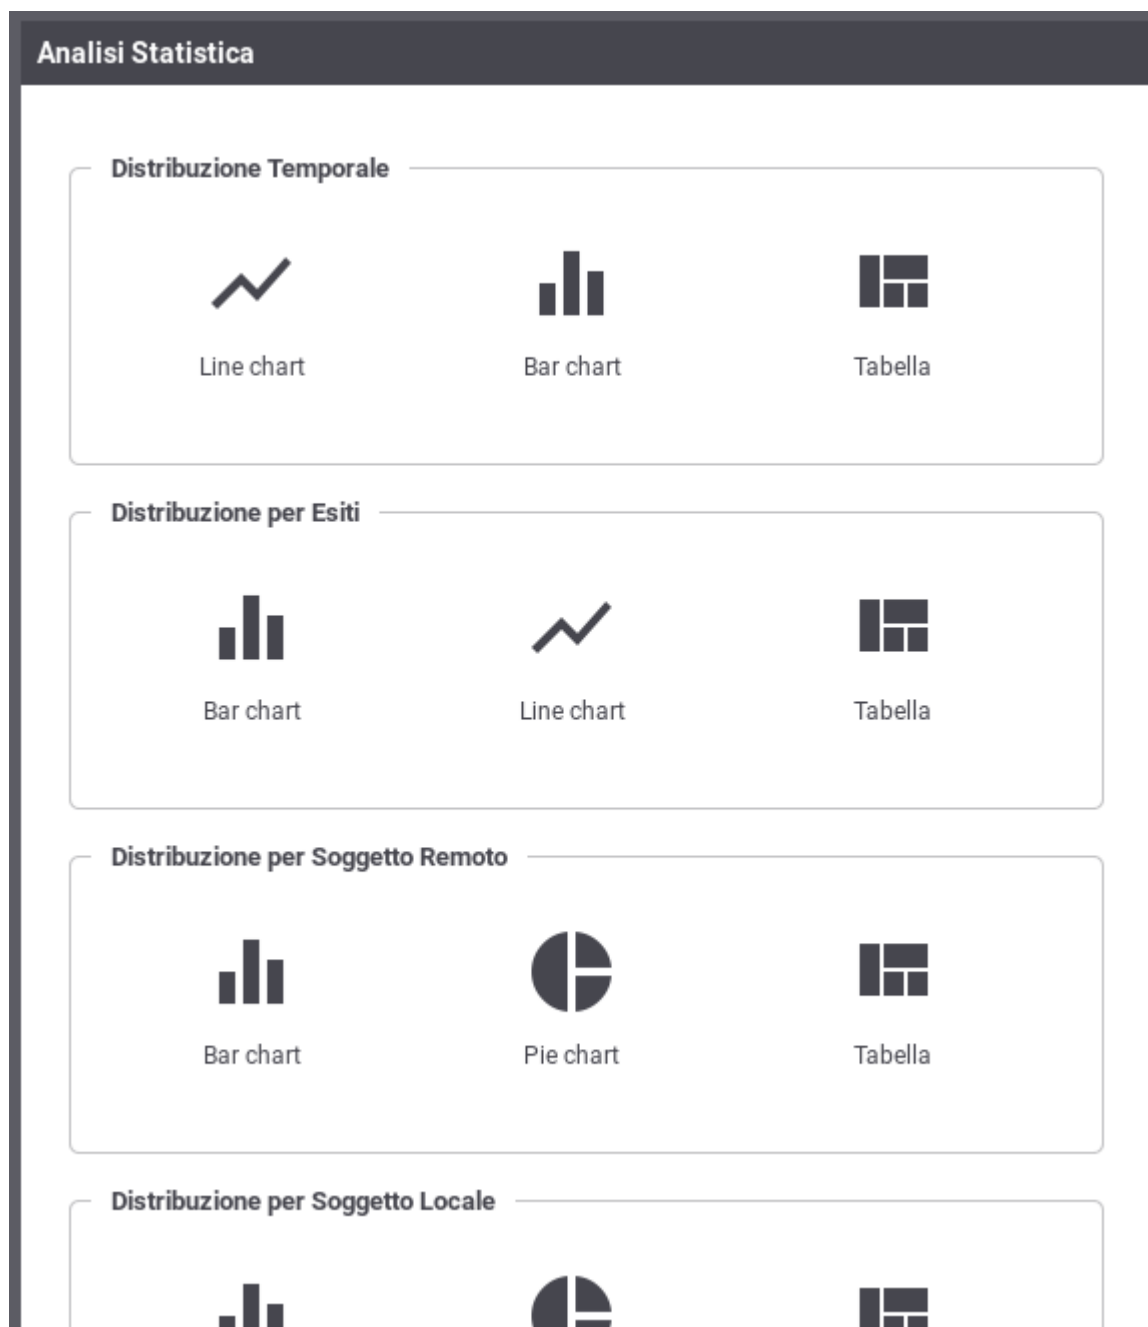 Analisi Statistica
Distribuzione Temporale
Line chart
Bar chart
Tabella
Distribuzione per Esiti
Bar chart
Line chart
Tabella
Distribuzione per Soggetto Remoto
Bar chart
Pie chart
Tabella
Distribuzione per Soggetto Locale